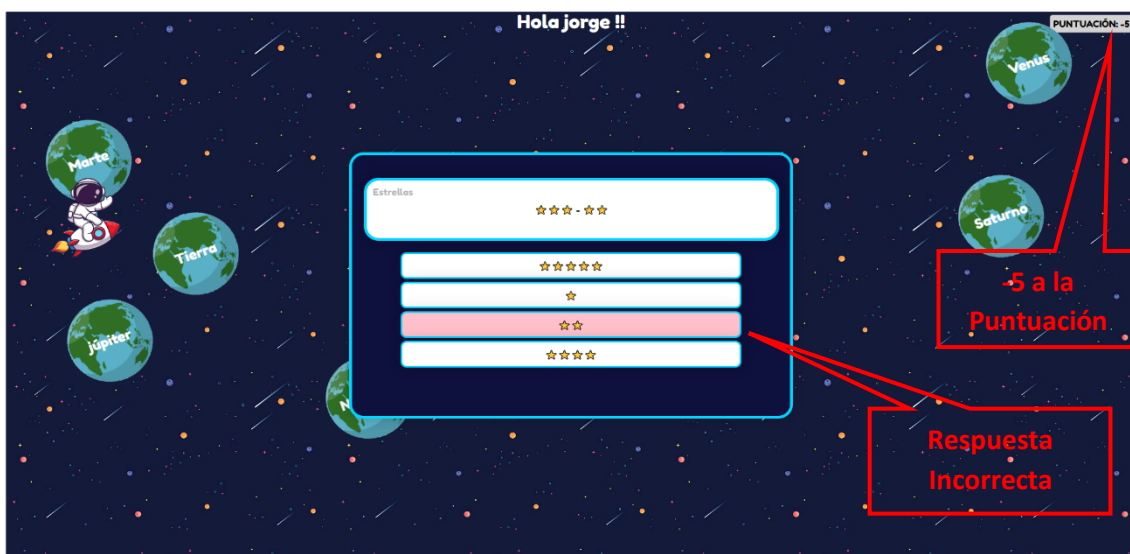 Hola jorge !!
PUNTUACIÓN: -5
Venus
Marte
Estrellas
☆☆☆ - ☆☆
Saturno
Tierra
☆☆☆☆☆
☆
-5 a la
Puntuación
☆☆
júpiter
☆☆☆☆
N
Respuesta
Incorrecta